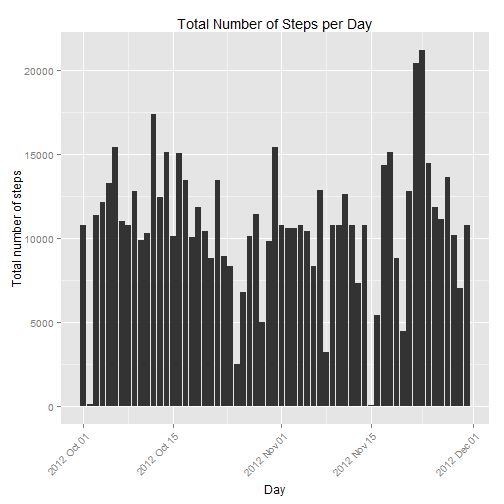 Total Number of Steps per Day
Total number of steps
20000
15000
10000
5000
0
2012 Oct 01
2012 Oct 15
2012 Nov 01
2012 Nov 15
2012 Dec 01
Day